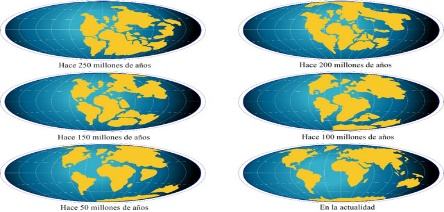 Hace 250 millones de años
Hace 200 millones de años
Hace 150 millones de años
Hace 100 millones de años
Hace 50 millones de años
En la actualidad